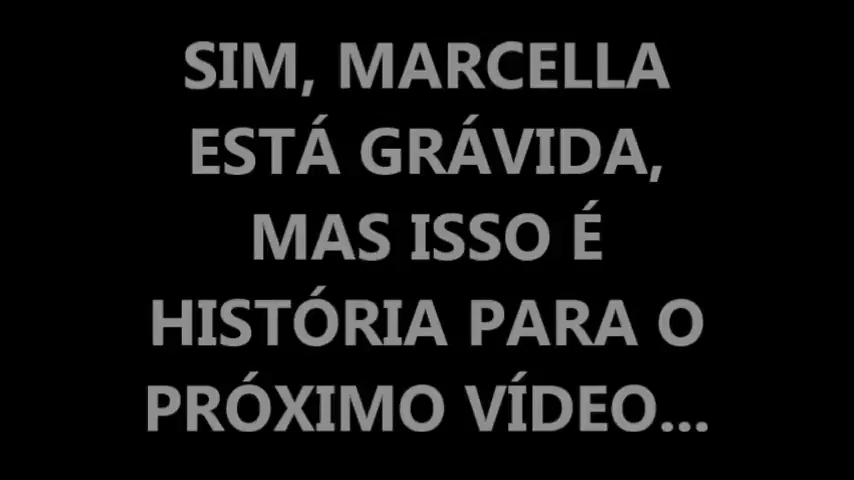 SIM, MARCELLA
ESTÁ GRÁVIDA,
MAS ISSO É
HISTÓRIA PARA O
PRÓXIMO VÍDEO...